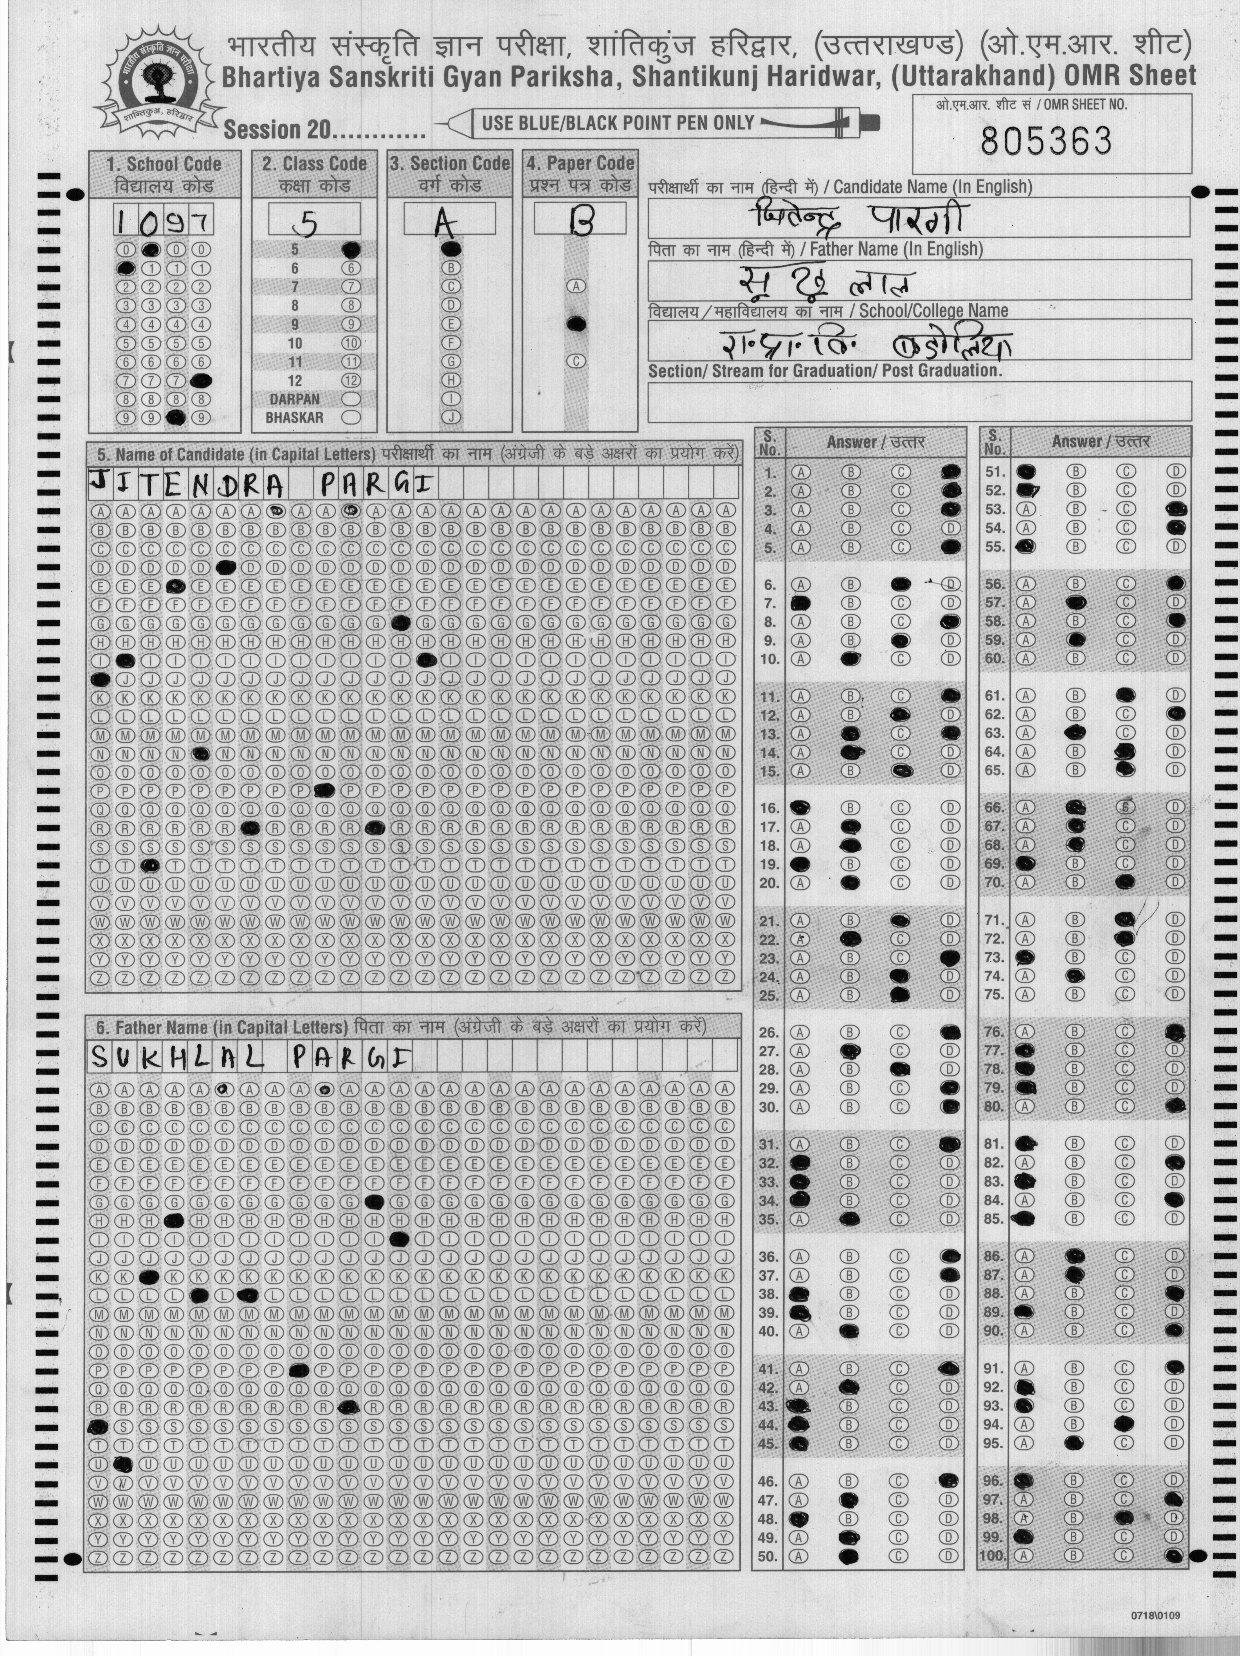 भारतीय संस्कृति ज्ञान परीक्षा, शांतिकुंज हरिद्वार, (उत्तराखण्ड) (ओ.एम.आर. शीट)
Bhartiya Sanskriti Gyan Pariksha, Shantikunj Haridwar, (Uttarakhand) OMR Sheet
Session 20............
USE BLUE/BLACK POINT PEN ONLY
ओ.एम.आर. शीट सं / OMR SHEET NO.
805363
1. School Code
विद्यालय कोड
1097
2. Class Code
कक्षा कोड
5
5
6
7
8
9
10
11
12
DARPAN
BHASKAR
3. Section Code
वर्ग कोड
A
4. Paper Code
प्रश्न पत्र कोड
B
परीक्षार्थी का नाम (हिन्दी में) / Candidate Name (In English)
जितेन्द्र पारगी
पिता का नाम (हिन्दी में) / Father Name (In English)
लाल
विद्यालय / महाविद्यालय का नाम / School/College Name
Section/ Stream for Graduation/ Post Graduation.
5. Name of Candidate (in Capital Letters) परीक्षार्थी का नाम (अंग्रेजी के बड़े अक्षरों का प्रयोग करें)
JITENDRA PARGI
6. Father Name (in Capital Letters) पिता का नाम (अंग्रेजी के बड़े अक्षरों का प्रयोग करें)
SUKHLAL PARGI
S. No. Answer / उत्तर
S. No. Answer / उत्तर
0718\0109